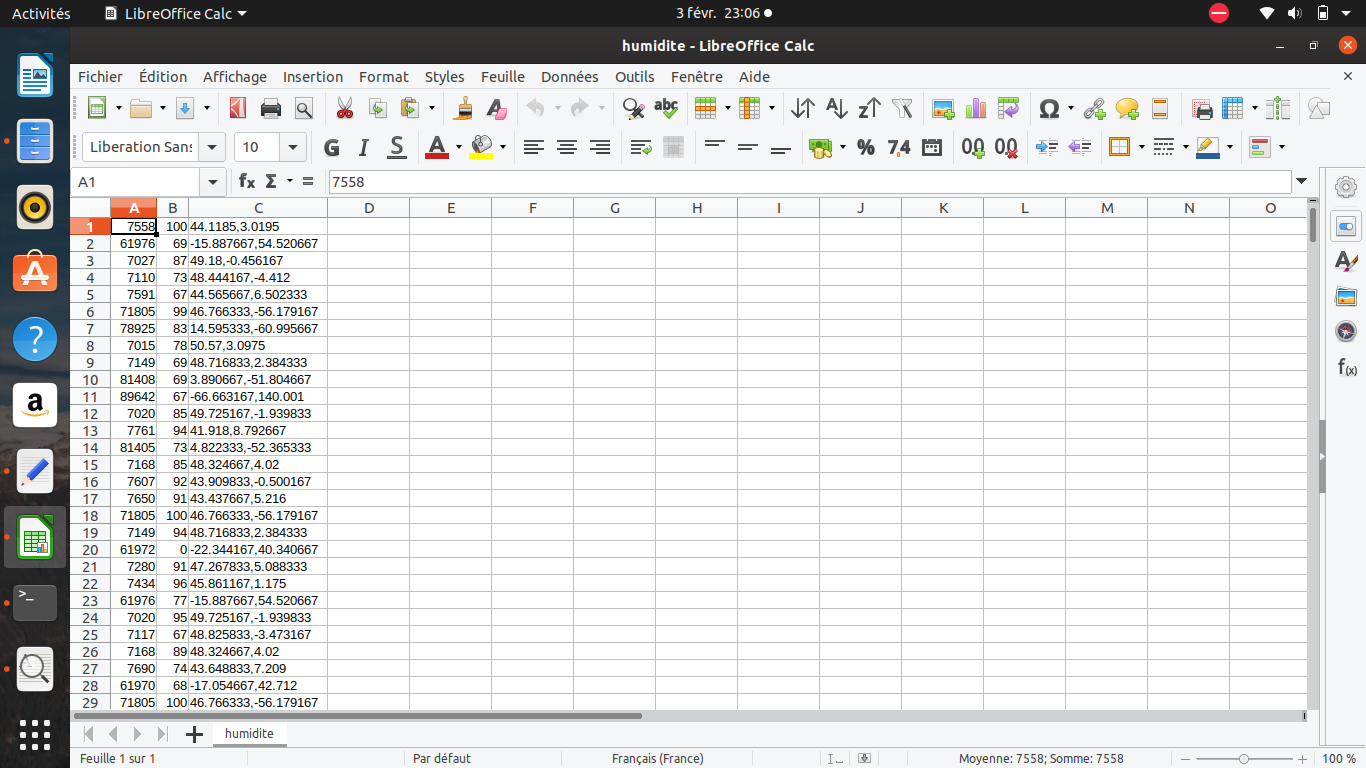 Activités LibreOffice Calc 3 févr. 23:06
humidite - LibreOffice Calc
Fichier Édition Affichage Insertion Format Styles Feuille Données Outils Fenêtre Aide
Liberation Sans 10 G I S A % 7.4 00 00
A1 fx Σ = 7558
A B C D E F G H I J K L M N O
1 7558 100 44.1185,3.0195
2 61976 69 -15.887667,54.520667
3 7027 87 49.18,-0.456167
4 7110 73 48.444167,-4.412
5 7591 67 44.565667,6.502333
6 71805 99 46.766333,-56.179167
7 78925 83 14.595333,-60.995667
8 7015 78 50.57,3.0975
9 7149 69 48.716833,2.384333
10 81408 69 3.890667,-51.804667
11 89642 67 -66.663167,140.001
12 7020 85 49.725167,-1.939833
13 7761 94 41.918,8.792667
14 81405 73 4.822333,-52.365333
15 7168 85 48.324667,4.02
16 7607 92 43.909833,-0.500167
17 7650 91 43.437667,5.216
18 71805 100 46.766333,-56.179167
19 7149 94 48.716833,2.384333
20 61972 0 -22.344167,40.340667
21 7280 91 47.267833,5.088333
22 7434 96 45.861167,1.175
23 61976 77 -15.887667,54.520667
24 7020 95 49.725167,-1.939833
25 7117 67 48.825833,-3.473167
26 7168 89 48.324667,4.02
27 7690 74 43.648833,7.209
28 61970 68 -17.054667,42.712
29 71805 100 46.766333,-56.179167
humidite
Feuille 1 sur 1 Par défaut Français (France) Moyenne: 7558; Somme: 7558 100 %